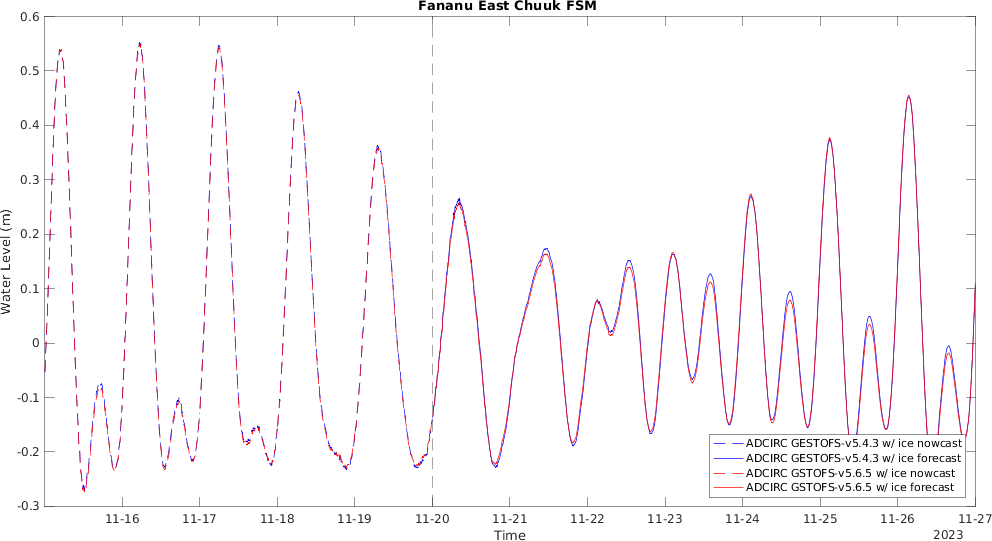 Fananu East Chuuk FSM
0.6
0.5
0.4
0.3
0.2
0.1
0
-0.1
-0.2
-0.3
Water Level (m)
ADCIRC GESTOFS-v5.4.3 w/ ice nowcast
ADCIRC GESTOFS-v5.4.3 w/ ice forecast
ADCIRC GSTOFS-v5.6.5 w/ ice nowcast
ADCIRC GSTOFS-v5.6.5 w/ ice forecast
11-16 11-17 11-18 11-19 11-20 11-21 11-22 11-23 11-24 11-25 11-26 11-27
Time
2023